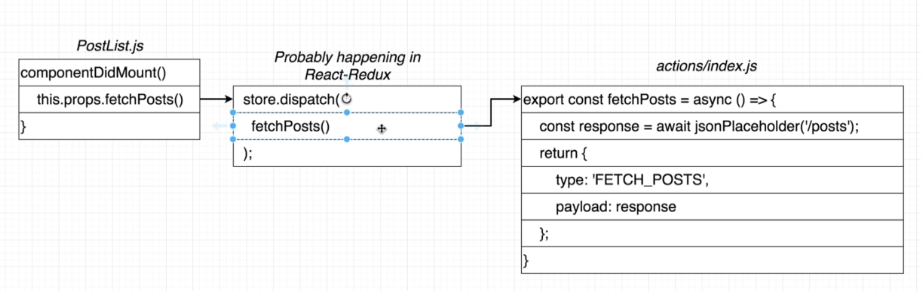 PostList.js
componentDidMount()
this.props.fetchPosts()
}
Probably happening in
React-Redux
store.dispatch(
fetchPosts()
);
actions/index.js
export const fetchPosts = async () => {
const response = await jsonPlaceholder('/posts');
return {
type: 'FETCH_POSTS',
payload: response
};
}